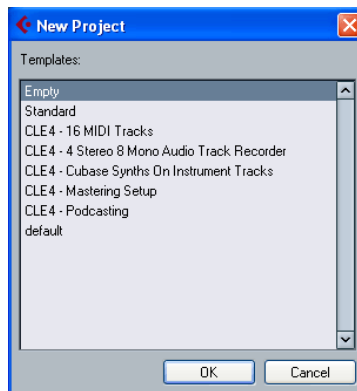 New Project
Templates:
Empty
Standard
CLE4 - 16 MIDI Tracks
CLE4 - 4 Stereo 8 Mono Audio Track Recorder
CLE4 - Cubase Synths On Instrument Tracks
CLE4 - Mastering Setup
CLE4 - Podcasting
default
OK Cancel